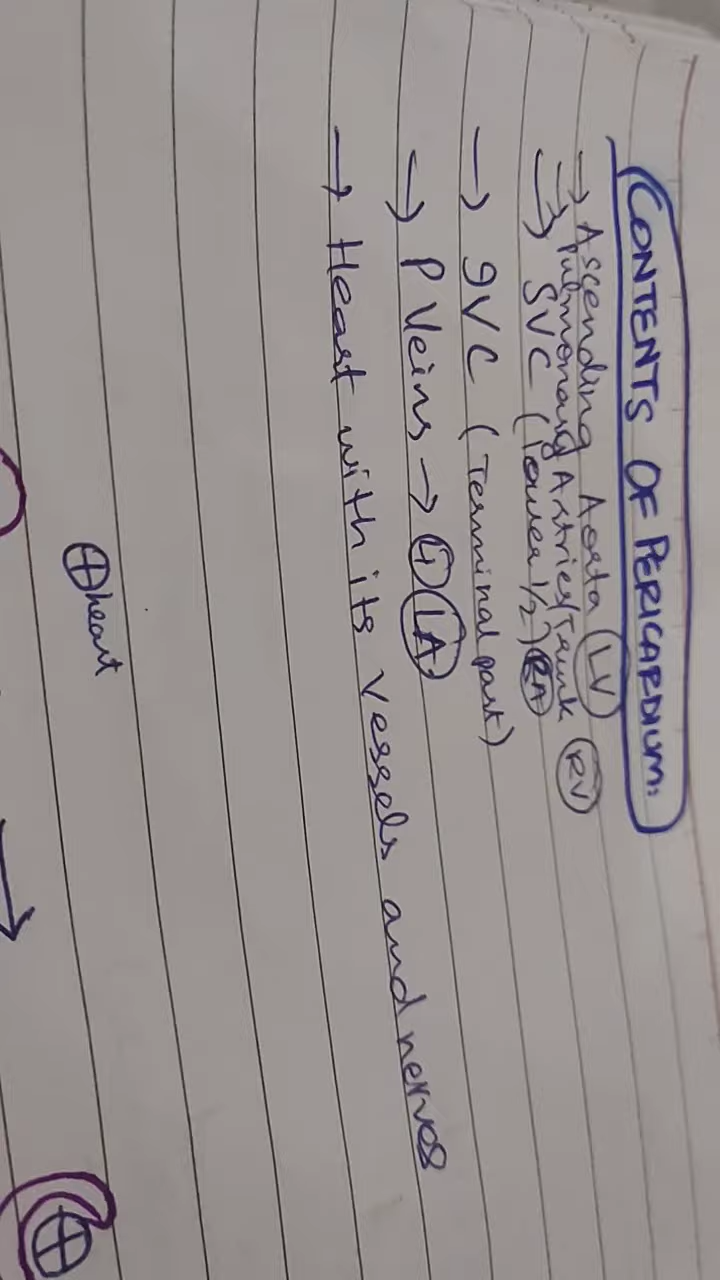 CONTENTS OF PERICARDIUM:
→ Ascending Aorta (LV)
→ Pulmonary Artries/Trunk (RV)
→ SVC (lower 1/2) (RA)
→ IVC (Terminal part)
→ P Veins → (4) (LA)
→ Heart with its vessels and nerves
⊕ heart